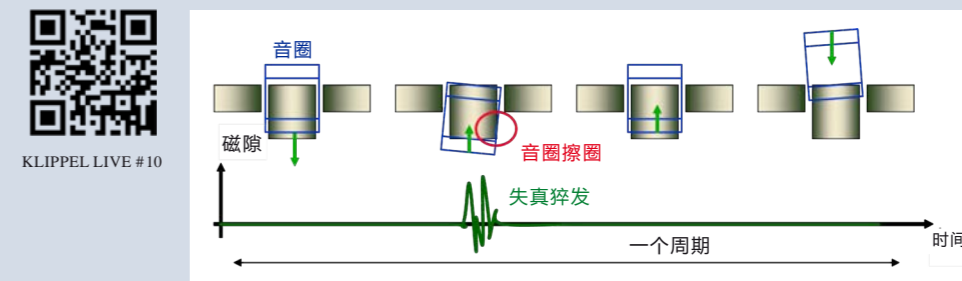 KLIPPEL LIVE #10
音圈
磁隙
音圈擦圈
失真猝发
一个周期
时间